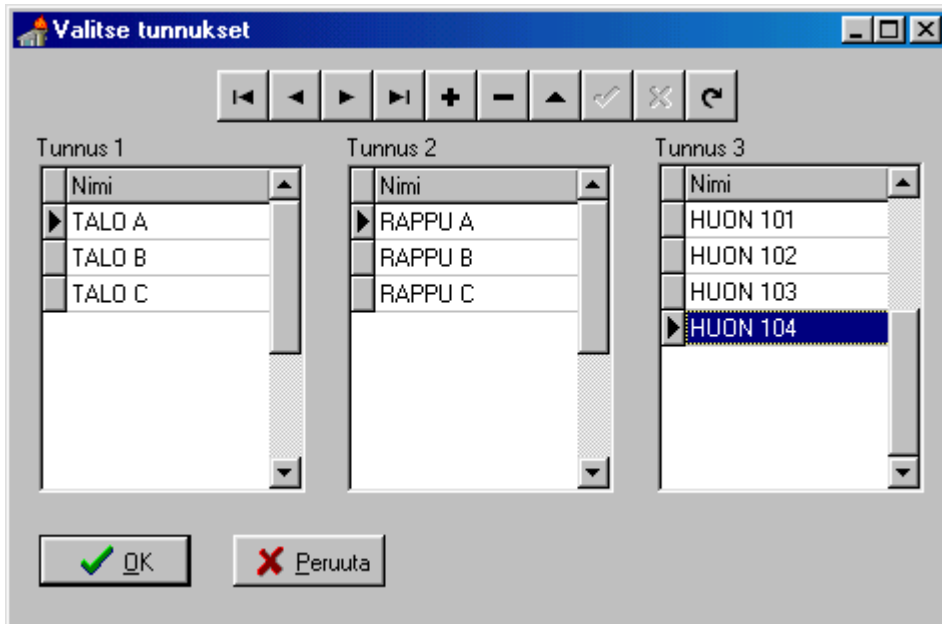 Valitse tunnukset
Tunnus 1
Tunnus 2
Tunnus 3
Nimi
TALO A
TALO B
TALO C
Nimi
RAPPU A
RAPPU B
RAPPU C
Nimi
HUON 101
HUON 102
HUON 103
HUON 104
OK
Peruuta